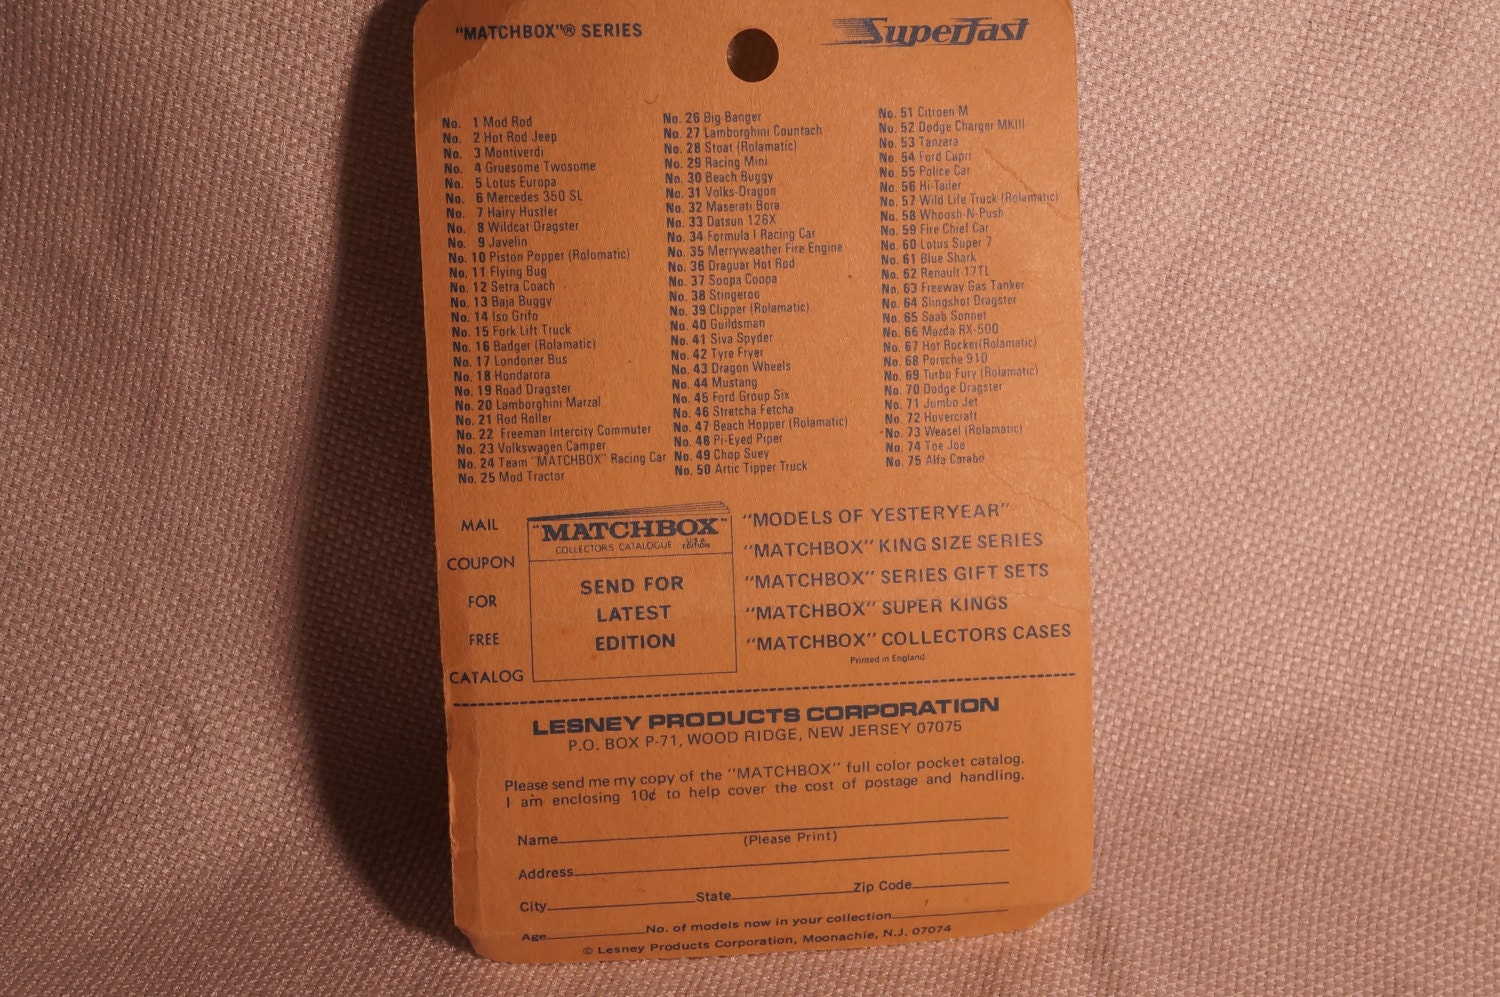 "MATCHBOX"® SERIES
Superfast
No. 1 Mod Rod
No. 2 Hot Rod Jeep
No. 3 Montiverdi
No. 4 Gruesome Twosome
No. 5 Lotus Europa
No. 6 Mercedes 350 SL
No. 7 Hairy Hustler
No. 8 Wildcat Dragster
No. 9 Javelin
No. 10 Piston Popper (Rolomatic)
No. 11 Flying Bug
No. 12 Setra Coach
No. 13 Baja Buggy
No. 14 Iso Grifo
No. 15 Fork Lift Truck
No. 16 Badger (Rolamatic)
No. 17 Londoner Bus
No. 18 Hondarora
No. 19 Road Dragster
No. 20 Lamborghini Marzal
No. 21 Rod Roller
No. 22 Freeman Intercity Commuter
No. 23 Volkswagen Camper
No. 24 Team "MATCHBOX" Racing Car
No. 25 Mod Tractor
No. 26 Big Banger
No. 27 Lamborghini Countach
No. 28 Stoat (Rolamatic)
No. 29 Racing Mini
No. 30 Beach Buggy
No. 31 Volks-Dragon
No. 32 Maserati Bora
No. 33 Datsun 126X
No. 34 Formula I Racing Car
No. 35 Merryweather Fire Engine
No. 36 Draguar Hot Rod
No. 37 Soopa Coopa
No. 38 Stingeroo
No. 39 Clipper (Rolamatic)
No. 40 Guildsman
No. 41 Siva Spyder
No. 42 Tyre Fryer
No. 43 Dragon Wheels
No. 44 Mustang
No. 45 Ford Group Six
No. 46 Stretcha Fetcha
No. 47 Beach Hopper (Rolamatic)
No. 48 Pi-Eyed Piper
No. 49 Chop Suey
No. 50 Artic Tipper Truck
No. 51 Citroen M
No. 52 Dodge Charger MKIII
No. 53 Tanzara
No. 54 Ford Capri
No. 55 Police Car
No. 56 Hi-Tailer
No. 57 Wild Life Truck (Rolamatic)
No. 58 Whoosh-N-Push
No. 59 Fire Chief Car
No. 60 Lotus Super 7
No. 61 Blue Shark
No. 62 Renault 17TL
No. 63 Freeway Gas Tanker
No. 64 Slingshot Dragster
No. 65 Saab Sonnet
No. 66 Mazda RX-500
No. 67 Hot Rocker(Rolamatic)
No. 68 Porsche 910
No. 69 Turbo Fury (Rolamatic)
No. 70 Dodge Dragster
No. 71 Jumbo Jet
No. 72 Hovercraft
No. 73 Weasel (Rolamatic)
No. 74 Toe Joe
No. 75 Alfa Carabo
MAIL
COUPON
FOR
FREE
CATALOG
"MATCHBOX"
COLLECTORS CATALOGUE U.S.A EDITION
SEND FOR
LATEST
EDITION
"MODELS OF YESTERYEAR"
"MATCHBOX" KING SIZE SERIES
"MATCHBOX" SERIES GIFT SETS
"MATCHBOX" SUPER KINGS
"MATCHBOX" COLLECTORS CASES
Printed in England.
LESNEY PRODUCTS CORPORATION
P.O. BOX P-71, WOOD RIDGE, NEW JERSEY 07075
Please send me my copy of the "MATCHBOX" full color pocket catalog.
I am enclosing 10¢ to help cover the cost of postage and handling.
Name
(Please Print)
Address
City State Zip Code
Age No. of models now in your collection
© Lesney Products Corporation, Moonachie, N.J. 07074